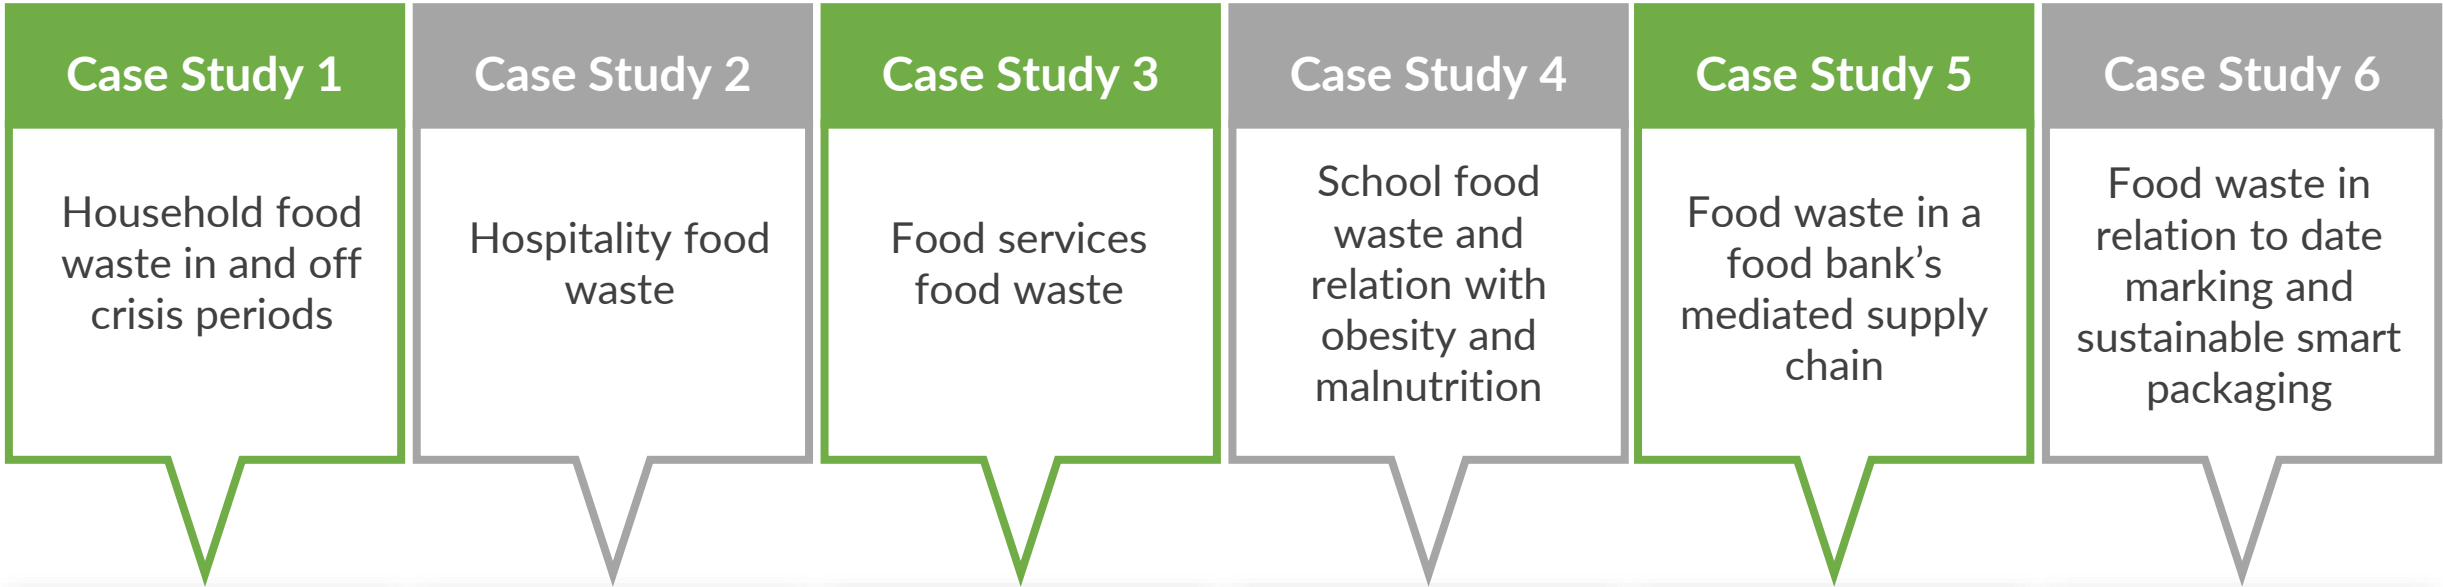 Case Study 1
Household food
waste in and off
crisis periods
Case Study 2
Hospitality food
waste
Case Study 3
Food services
food waste
Case Study 4
School food
waste and
relation with
obesity and
malnutrition
Case Study 5
Food waste in a
food bank’s
mediated supply
chain
Case Study 6
Food waste in
relation to date
marking and
sustainable smart
packaging